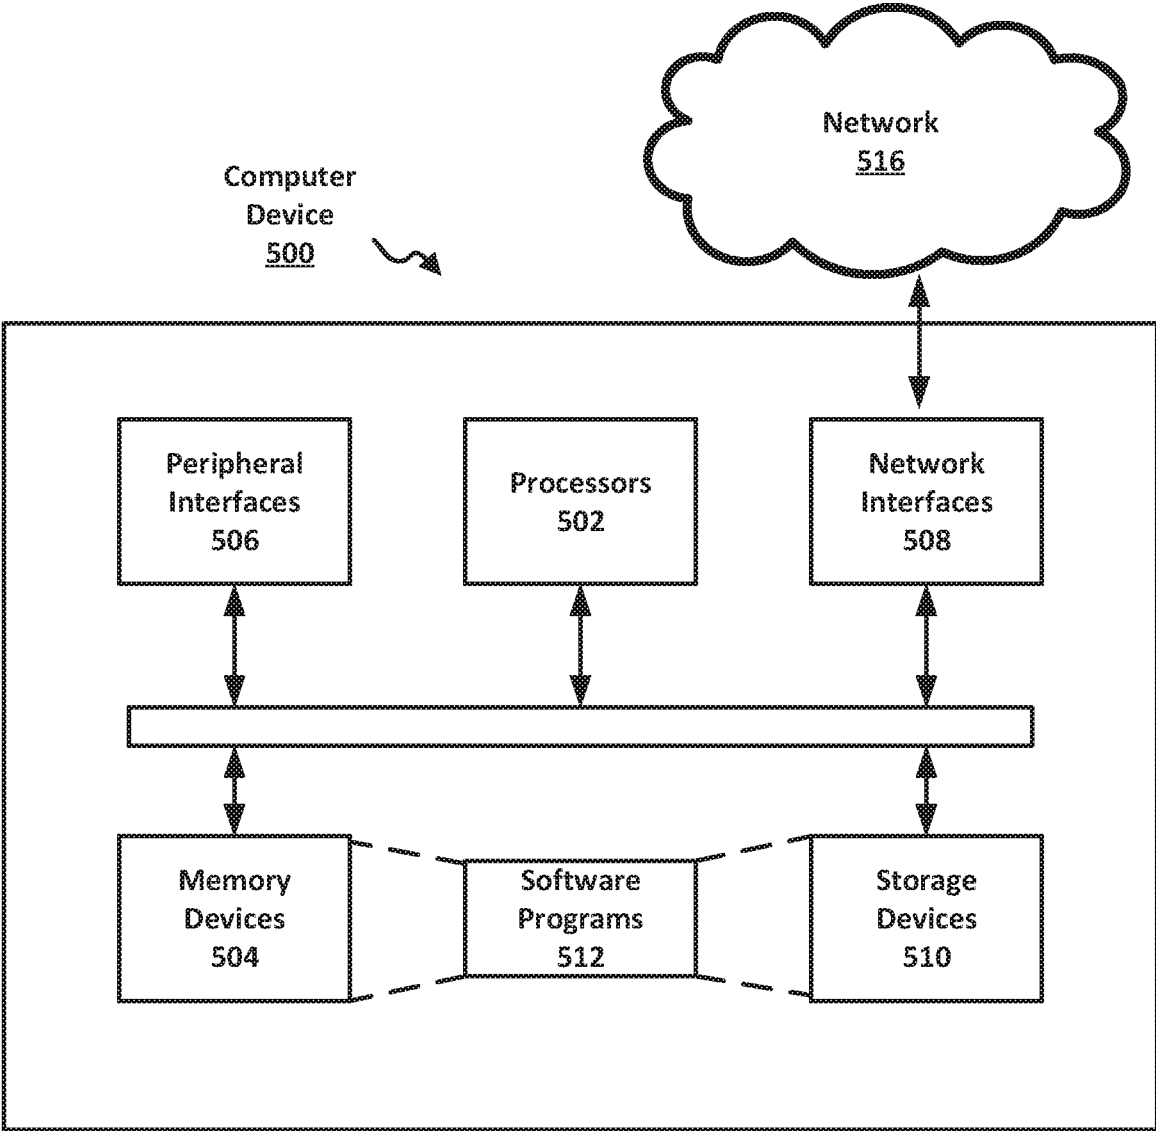 Network
516
Computer
Device
500
Peripheral
Interfaces
506
Processors
502
Network
Interfaces
508
Memory
Devices
504
Software
Programs
512
Storage
Devices
510